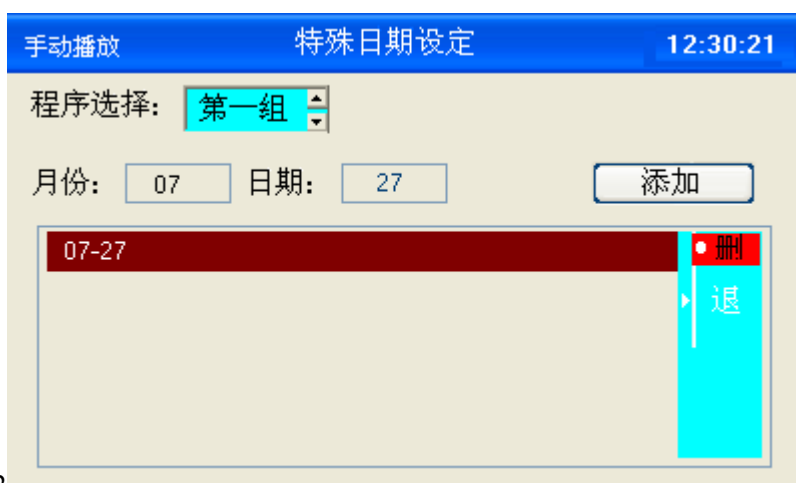 手动播放 特殊日期设定 12:30:21
程序选择: 第一组
月份: 07 日期: 27 添加
07-27 删
退